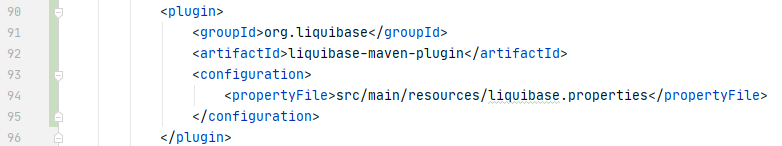 90 <plugin>
91 <groupId>org.liquibase</groupId>
92 <artifactId>liquibase-maven-plugin</artifactId>
93 <configuration>
94 <propertyFile>src/main/resources/liquibase.properties</propertyFile>
95 </configuration>
96 </plugin>